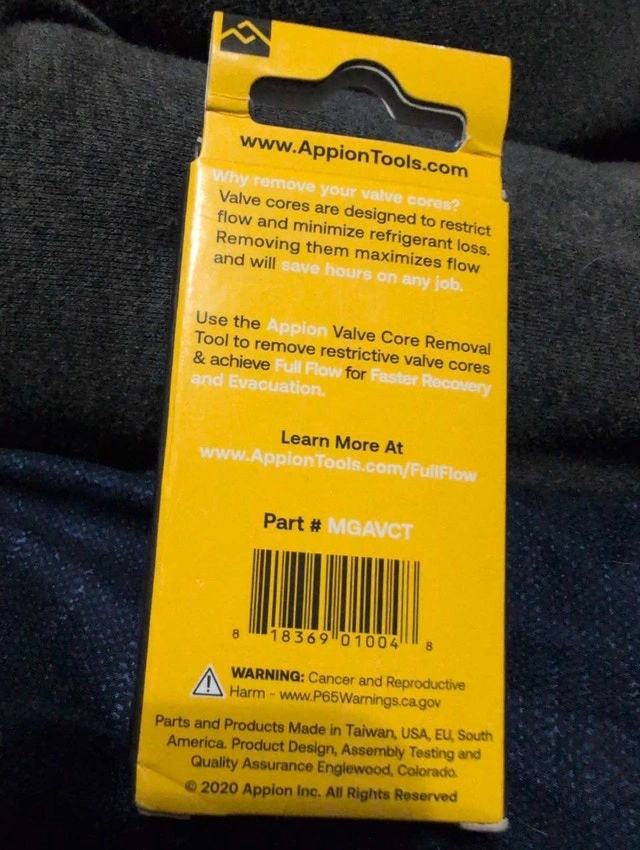 www.AppionTools.com
Why remove your valve cores?
Valve cores are designed to restrict
flow and minimize refrigerant loss.
Removing them maximizes flow
and will save hours on any job.
Use the Appion Valve Core Removal
Tool to remove restrictive valve cores
& achieve Full Flow for Faster Recovery
and Evacuation.
Learn More At
www.AppionTools.com/FullFlow
Part # MGAVCT
8 18369 01004 8
WARNING: Cancer and Reproductive
Harm - www.P65Warnings.ca.gov
Parts and Products Made in Taiwan, USA, EU, South
America. Product Design, Assembly Testing and
Quality Assurance Englewood, Colorado.
© 2020 Appion Inc. All Rights Reserved